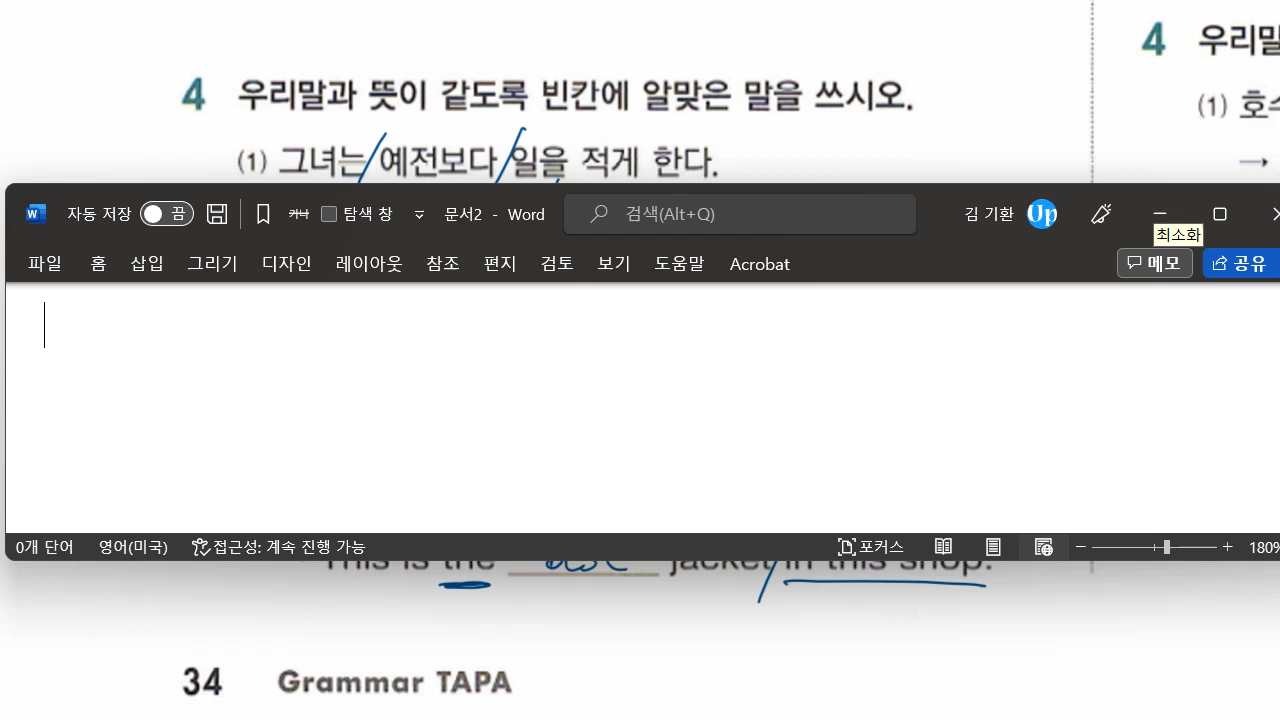 4 우리말과 뜻이 같도록 빈칸에 알맞은 말을 쓰시오.
(1) 그녀는 예전보다 일을 적게 한다.
4 우리말
(1) 호수
→
자동 저장 끔 가나 탐색 창 문서2 - Word 검색(Alt+Q) 김 기환 Up
최소화
파일 홈 삽입 그리기 디자인 레이아웃 참조 편지 검토 보기 도움말 Acrobat 메모 공유
0개 단어 영어(미국) 접근성: 계속 진행 가능 포커스 180%
This is the jacket in this shop.
34 Grammar TAPA